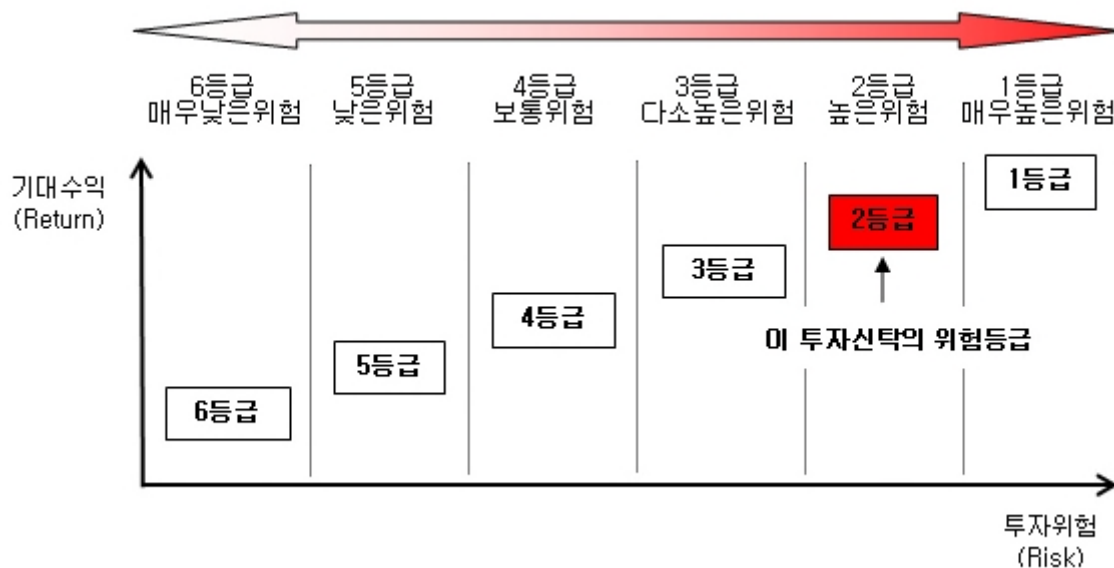 6등급
매우낮은위험
5등급
낮은위험
4등급
보통위험
3등급
다소높은위험
2등급
높은위험
1등급
매우높은위험
기대수익
(Return)
1등급
2등급
3등급
4등급
이 투자신탁의 위험등급
5등급
6등급
투자위험
(Risk)